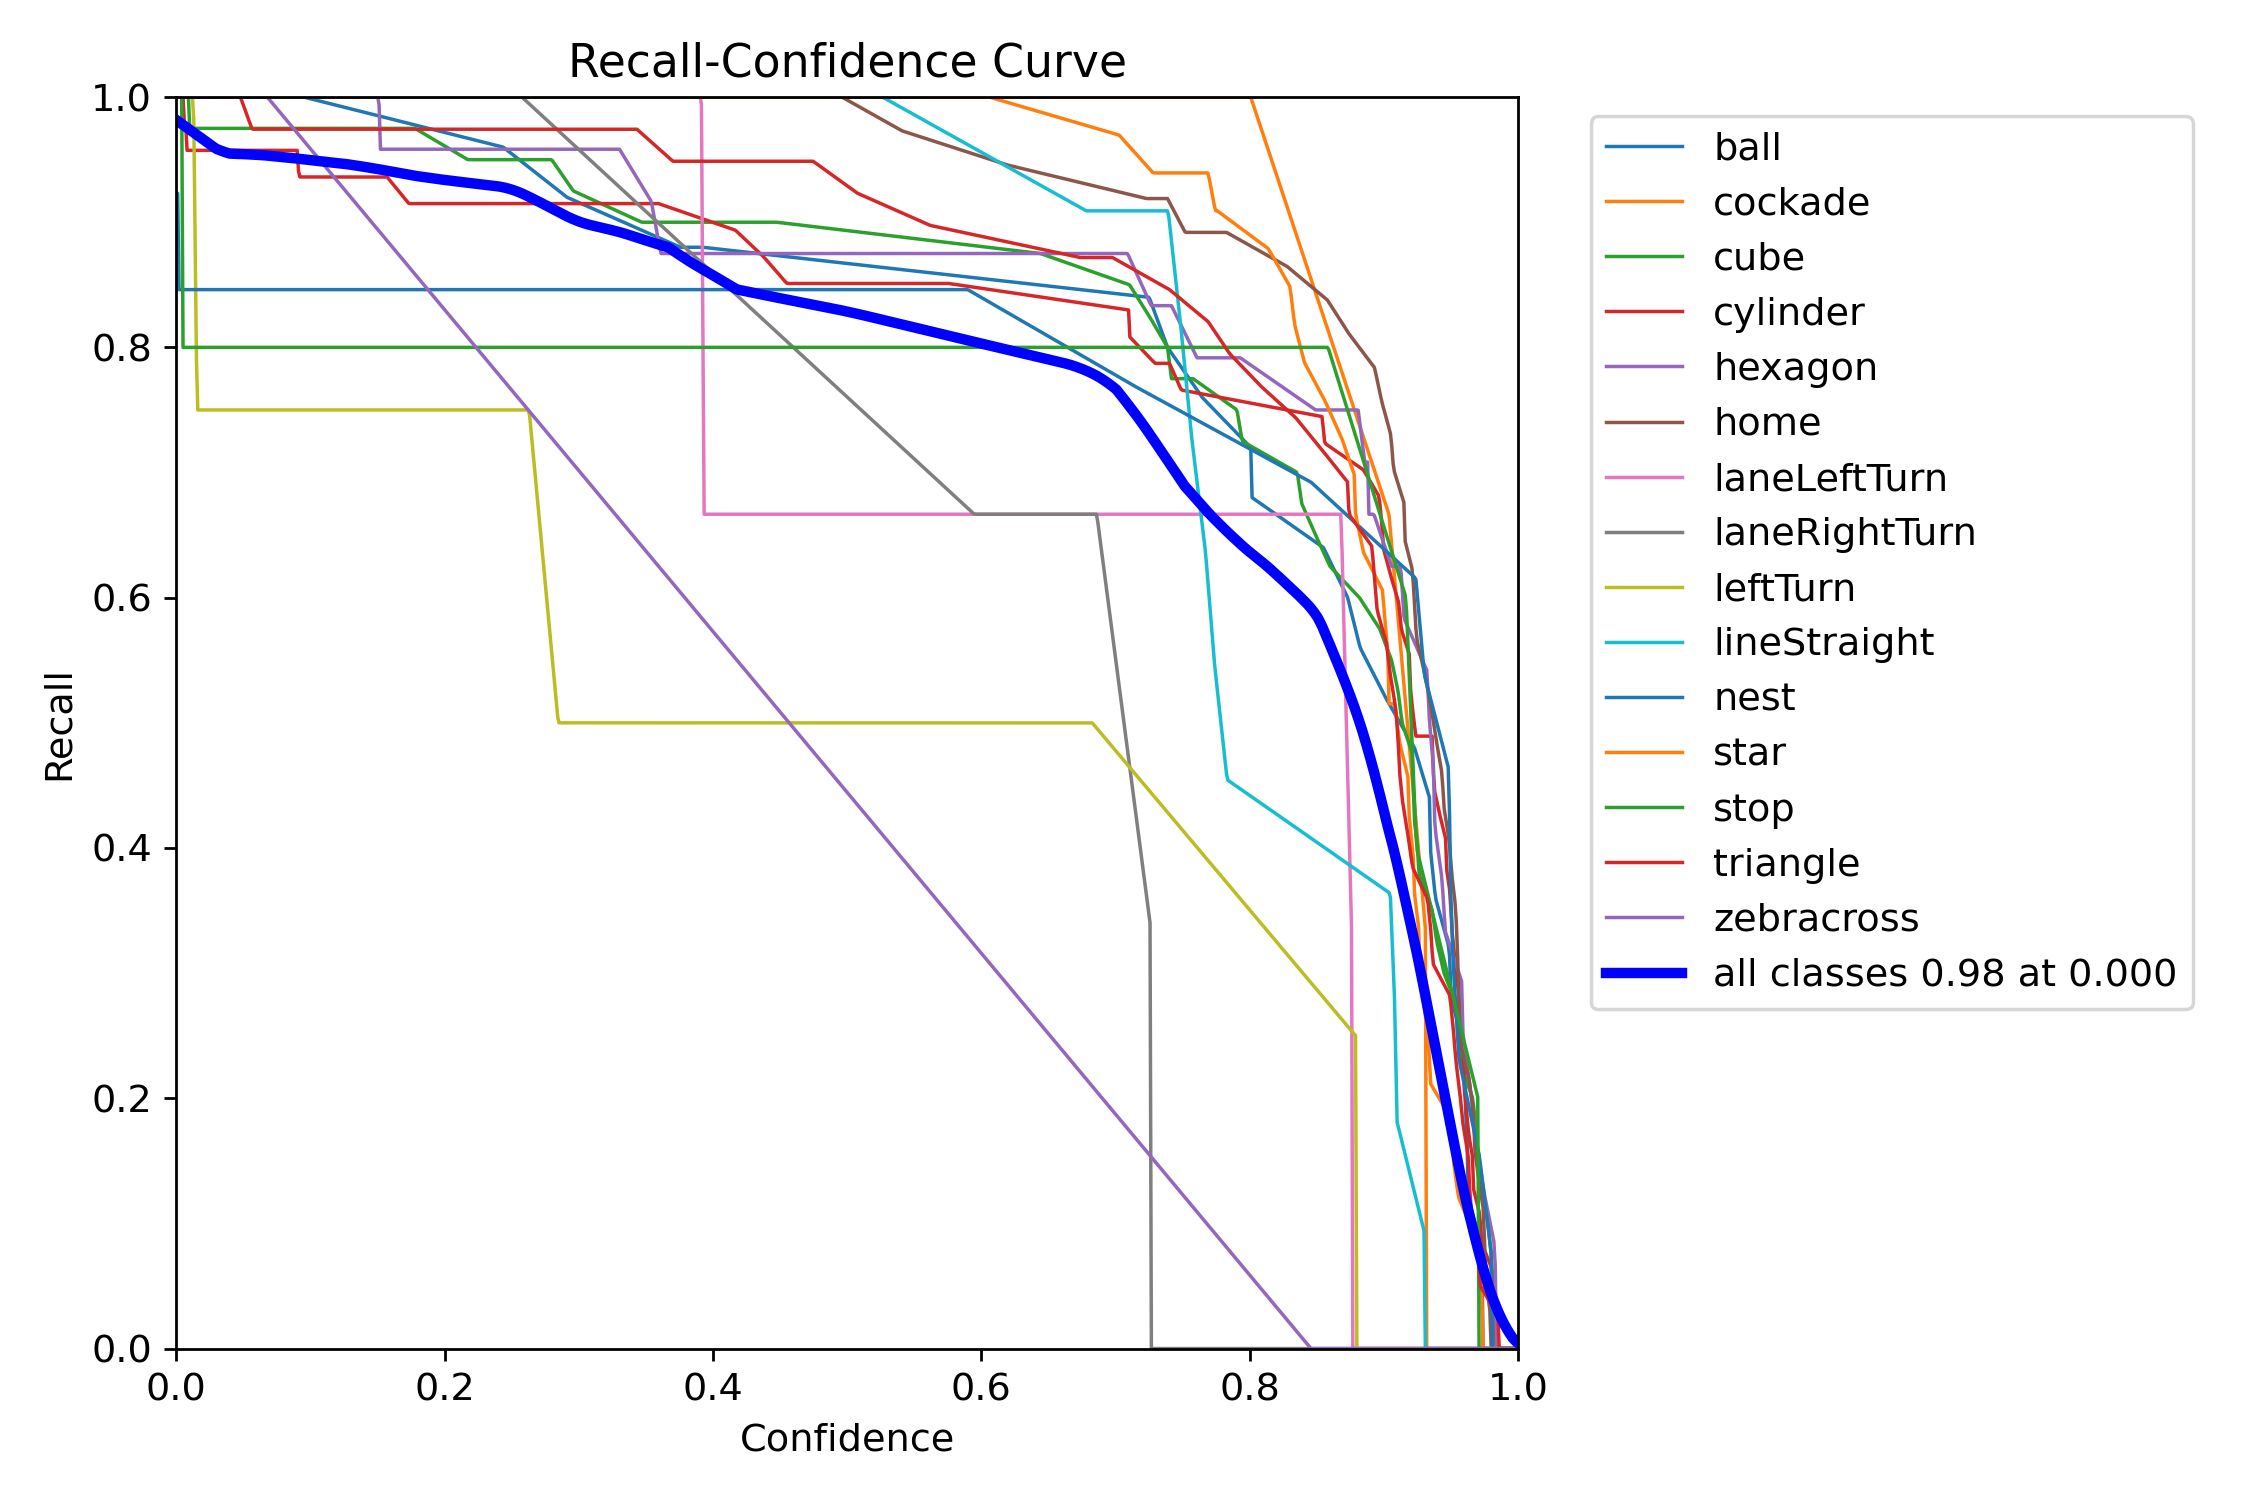 Recall-Confidence Curve
1.0
0.8
0.6
0.4
0.2
0.0
Recall
0.0 0.2 0.4 0.6 0.8 1.0
Confidence
ball
cockade
cube
cylinder
hexagon
home
laneLeftTurn
laneRightTurn
leftTurn
lineStraight
nest
star
stop
triangle
zebracross
all classes 0.98 at 0.000